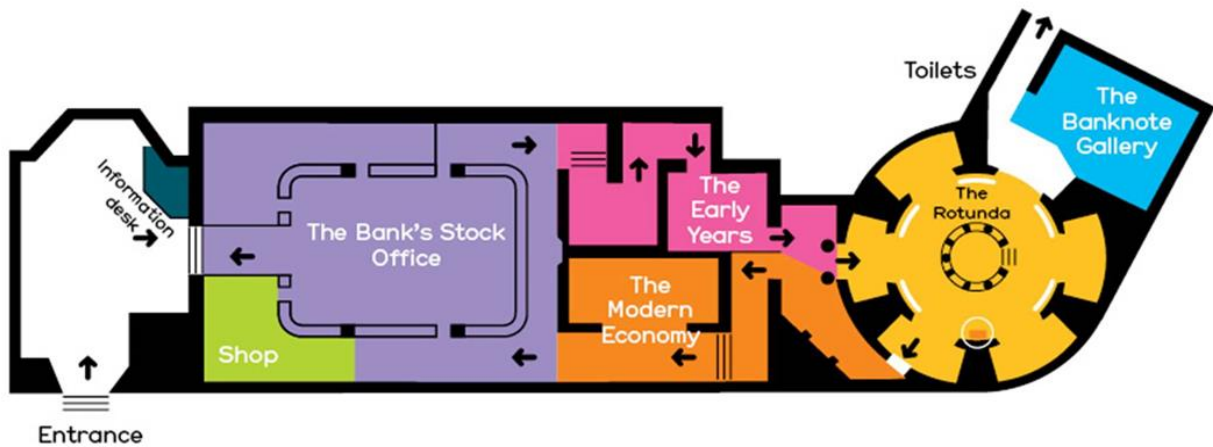 Toilets
The
Banknote
Gallery
Information
desk
The Bank's Stock
Office
The
Early
Years
The
Rotunda
The
Modern
Economy
Shop
Entrance